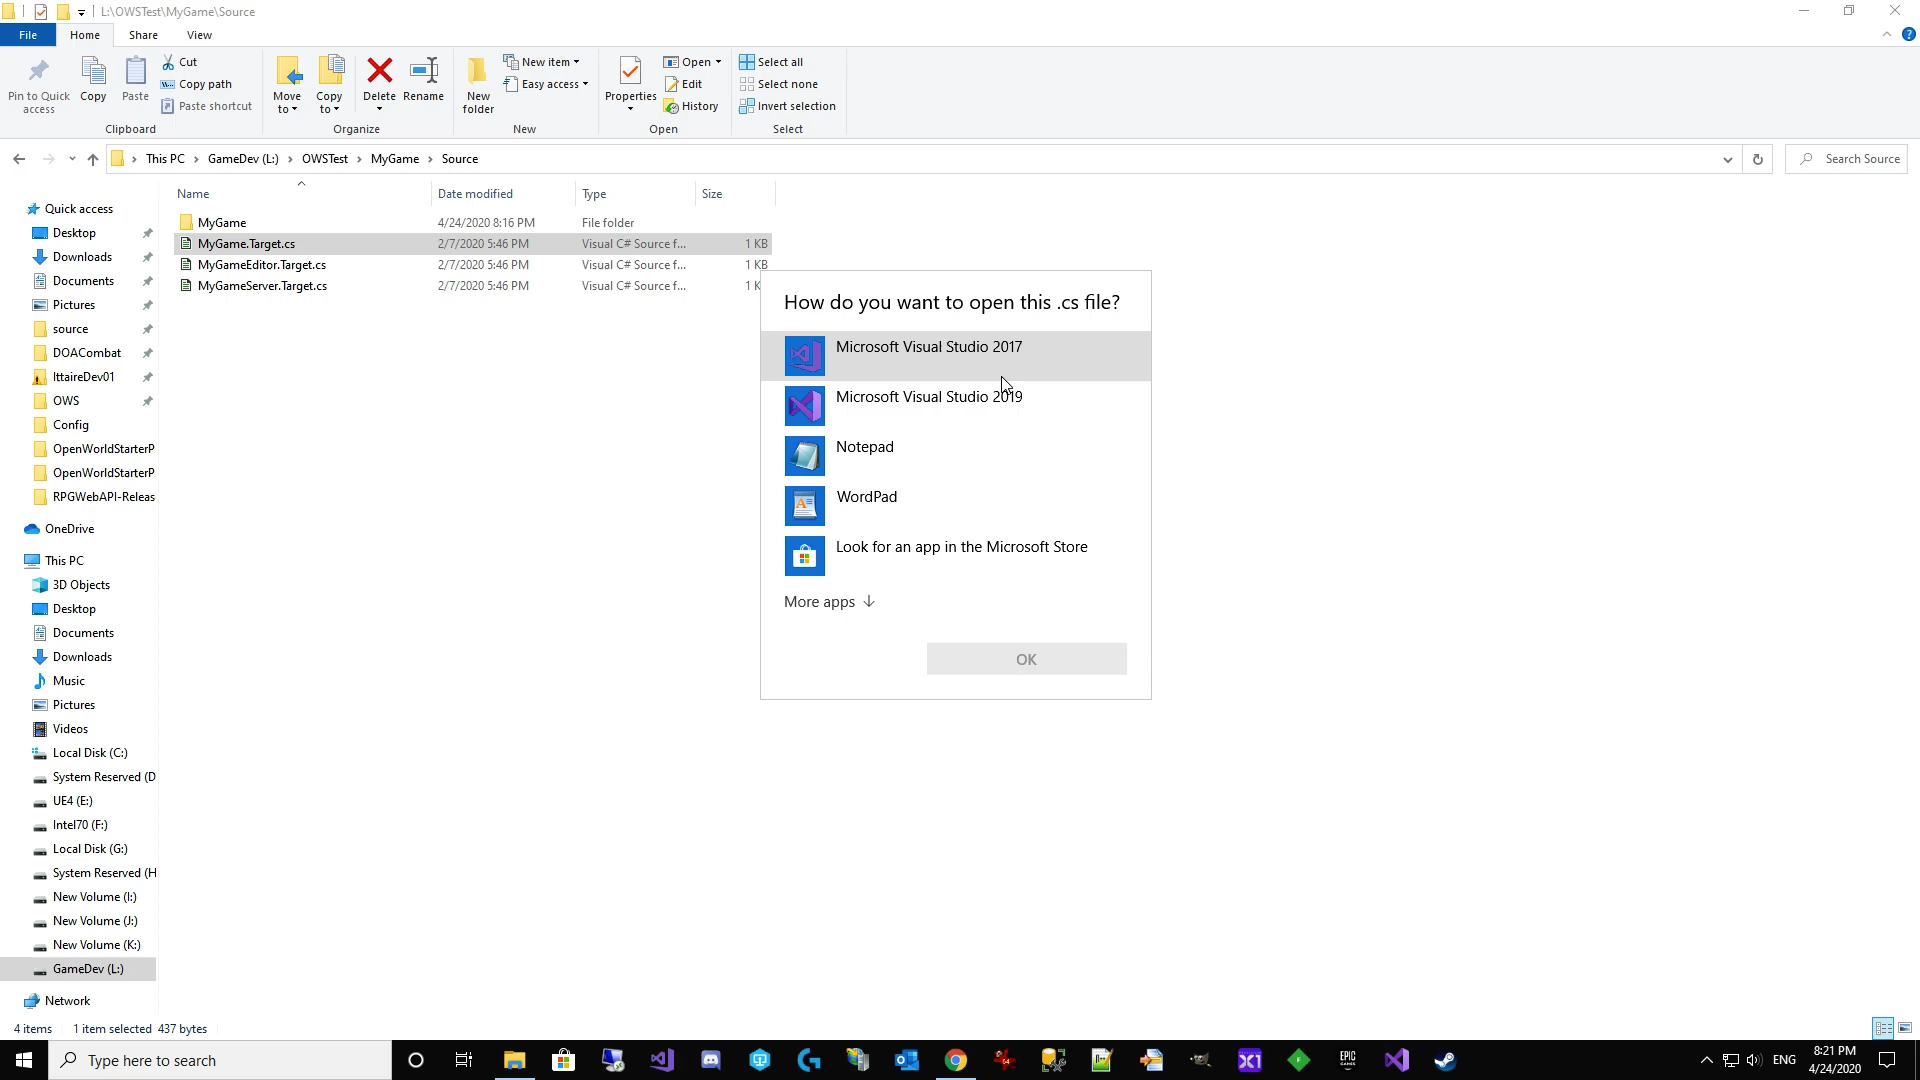 L:\OWSTest\MyGame\Source
File
Home
Share
View
Pin to Quick
access
Copy
Paste
Cut
Copy path
Paste shortcut
Clipboard
Move
to
Copy
to
Delete
Rename
Organize
New
folder
New item
Easy access
New
Properties
Open
Edit
History
Open
Select all
Select none
Invert selection
Select
This PC > GameDev (L:) > OWSTest > MyGame > Source
Search Source
Name Date modified Type Size
MyGame 4/24/2020 8:16 PM File folder
MyGame.Target.cs 2/7/2020 5:46 PM Visual C# Source f... 1 KB
MyGameEditor.Target.cs 2/7/2020 5:46 PM Visual C# Source f... 1 KB
MyGameServer.Target.cs 2/7/2020 5:46 PM Visual C# Source f... 1 K
Quick access
Desktop
Downloads
Documents
Pictures
source
DOACombat
IttaireDev01
OWS
Config
OpenWorldStarterP
OpenWorldStarterP
RPGWebAPI-Releas
OneDrive
This PC
3D Objects
Desktop
Documents
Downloads
Music
Pictures
Videos
Local Disk (C:)
System Reserved (D
UE4 (E:)
Intel70 (F:)
Local Disk (G:)
System Reserved (H
New Volume (I:)
New Volume (J:)
New Volume (K:)
GameDev (L:)
Network
How do you want to open this .cs file?
Microsoft Visual Studio 2017
Microsoft Visual Studio 2019
Notepad
WordPad
Look for an app in the Microsoft Store
More apps
OK
4 items 1 item selected 437 bytes
Type here to search
X1
EPIC
GAMES
ENG
8:21 PM
4/24/2020